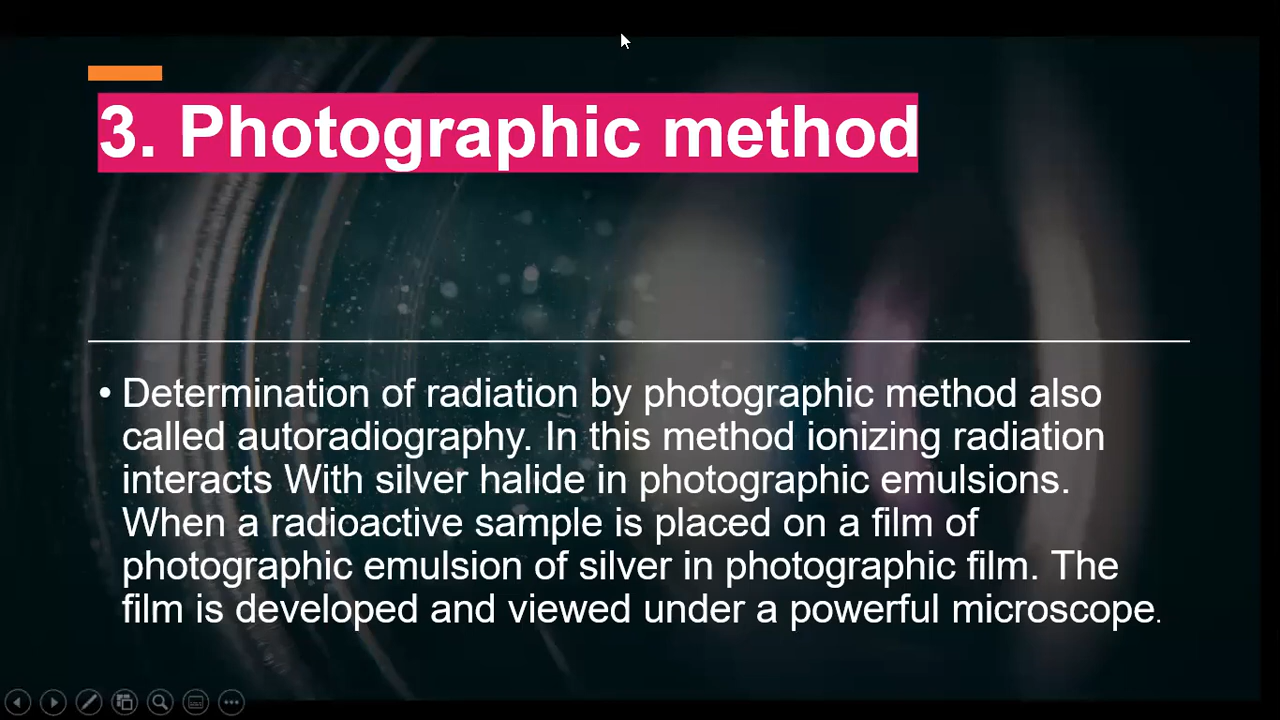 3. Photographic method
• Determination of radiation by photographic method also
called autoradiography. In this method ionizing radiation
interacts With silver halide in photographic emulsions.
When a radioactive sample is placed on a film of
photographic emulsion of silver in photographic film. The
film is developed and viewed under a powerful microscope.